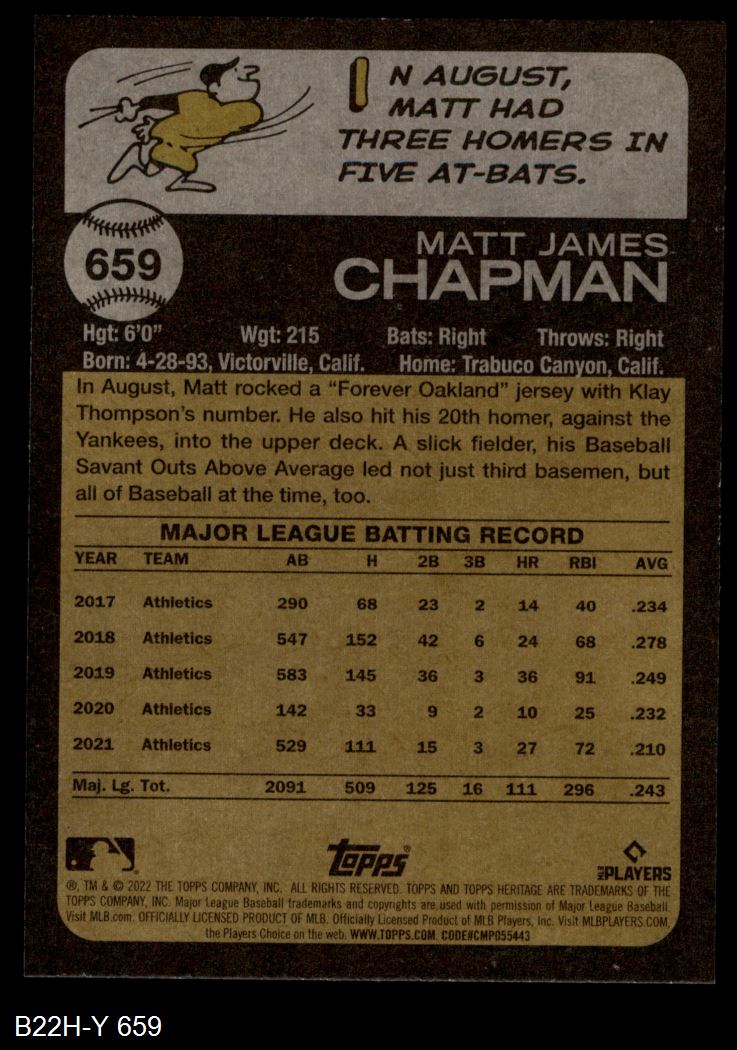 IN AUGUST,
MATT HAD
THREE HOMERS IN
FIVE AT-BATS.
659
MATT JAMES
CHAPMAN
Hgt: 6'0" Wgt: 215 Bats: Right Throws: Right
Born: 4-28-93, Victorville, Calif. Home: Trabuco Canyon, Calif.
In August, Matt rocked a "Forever Oakland" jersey with Klay
Thompson's number. He also hit his 20th homer, against the
Yankees, into the upper deck. A slick fielder, his Baseball
Savant Outs Above Average led not just third basemen, but
all of Baseball at the time, too.
MAJOR LEAGUE BATTING RECORD
YEAR TEAM AB H 2B 3B HR RBI AVG
2017 Athletics 290 68 23 2 14 40 .234
2018 Athletics 547 152 42 6 24 68 .278
2019 Athletics 583 145 36 3 36 91 .249
2020 Athletics 142 33 9 2 10 25 .232
2021 Athletics 529 111 15 3 27 72 .210
Maj. Lg. Tot. 2091 509 125 16 111 296 .243
topps®
MLB PLAYERS
®, TM & © 2022 THE TOPPS COMPANY, INC. ALL RIGHTS RESERVED. TOPPS AND TOPPS HERITAGE ARE TRADEMARKS OF THE
TOPPS COMPANY, INC. Major League Baseball trademarks and copyrights are used with permission of Major League Baseball.
Visit MLB.com. OFFICIALLY LICENSED PRODUCT OF MLB. Officially Licensed Product of MLB Players, Inc. Visit MLBPLAYERS.COM,
the Players Choice on the web. WWW.TOPPS.COM. CODE#CMP055443
B22H-Y 659